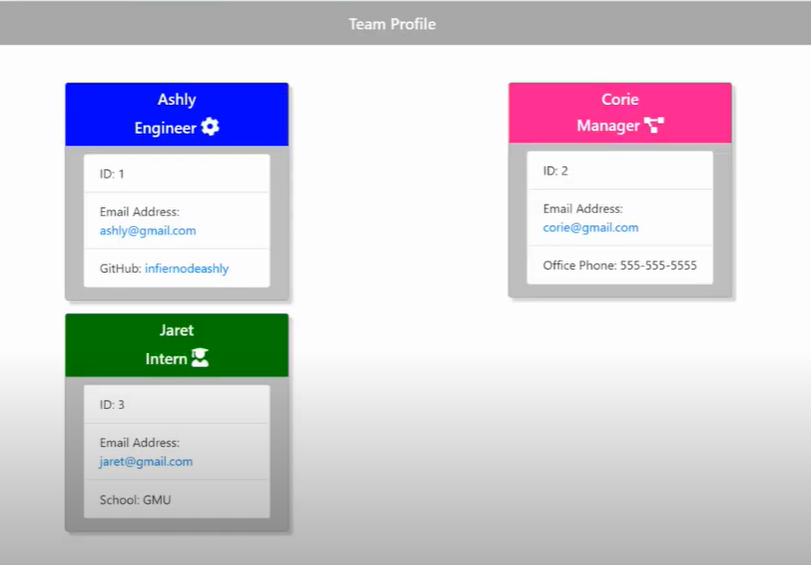 Team Profile
Ashly
Engineer
ID: 1
Email Address:
ashly@gmail.com
GitHub: infiernodeashly
Corie
Manager
ID: 2
Email Address:
corie@gmail.com
Office Phone: 555-555-5555
Jaret
Intern
ID: 3
Email Address:
jaret@gmail.com
School: GMU